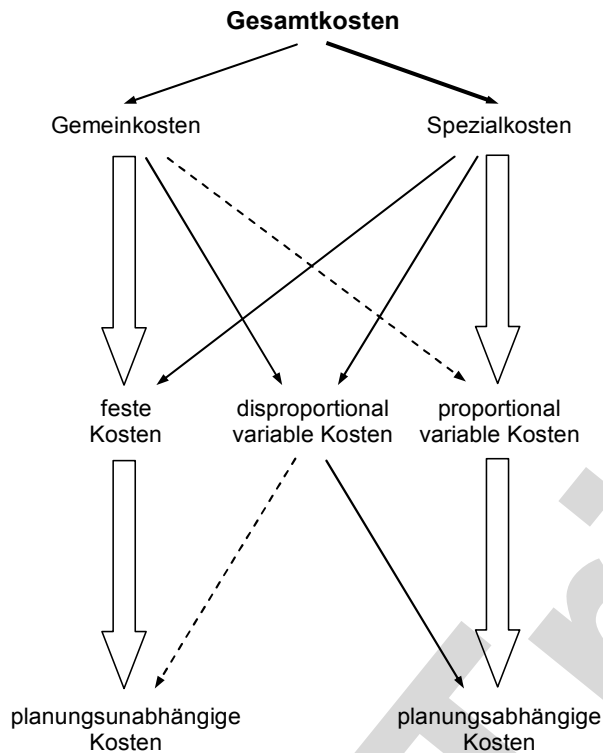 Gesamtkosten
Gemeinkosten
Spezialkosten
feste
Kosten
disproportional
variable Kosten
proportional
variable Kosten
planungsunabhängige
Kosten
planungsabhängige
Kosten